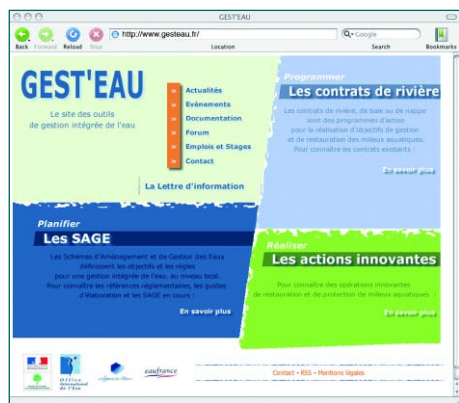 GEST'EAU
http://www.gesteau.fr/
Google
Back Forward Reload Stop Location Search Bookmarks
GEST'EAU
Le site des outils
de gestion intégrée de l'eau
Actualités
Evènements
Documentation
Forum
Emplois et Stages
Contact
La Lettre d'information
Programmer
Les contrats de rivière
Les contrats de rivière, de baie ou de nappe
sont des programmes d'action
pour la réalisation d'objectifs de gestion
et de restauration des milieux aquatiques.
Pour connaître les contrats existants :
En savoir plus
Planifier
Les SAGE
Les Schémas d'Aménagement et de Gestion des Eaux
définissent les objectifs et les règles
pour une gestion intégrée de l'eau, au niveau local.
Pour connaître les références réglementaires, les guides
d'élaboration et les SAGE en cours :
En savoir plus
Réaliser
Les actions innovantes
Pour connaître des opérations innovantes
de restauration et de protection de milieux aquatiques :
En savoir plus
Office
International
de l'Eau
eaufrance
Contact - RSS - Mentions légales